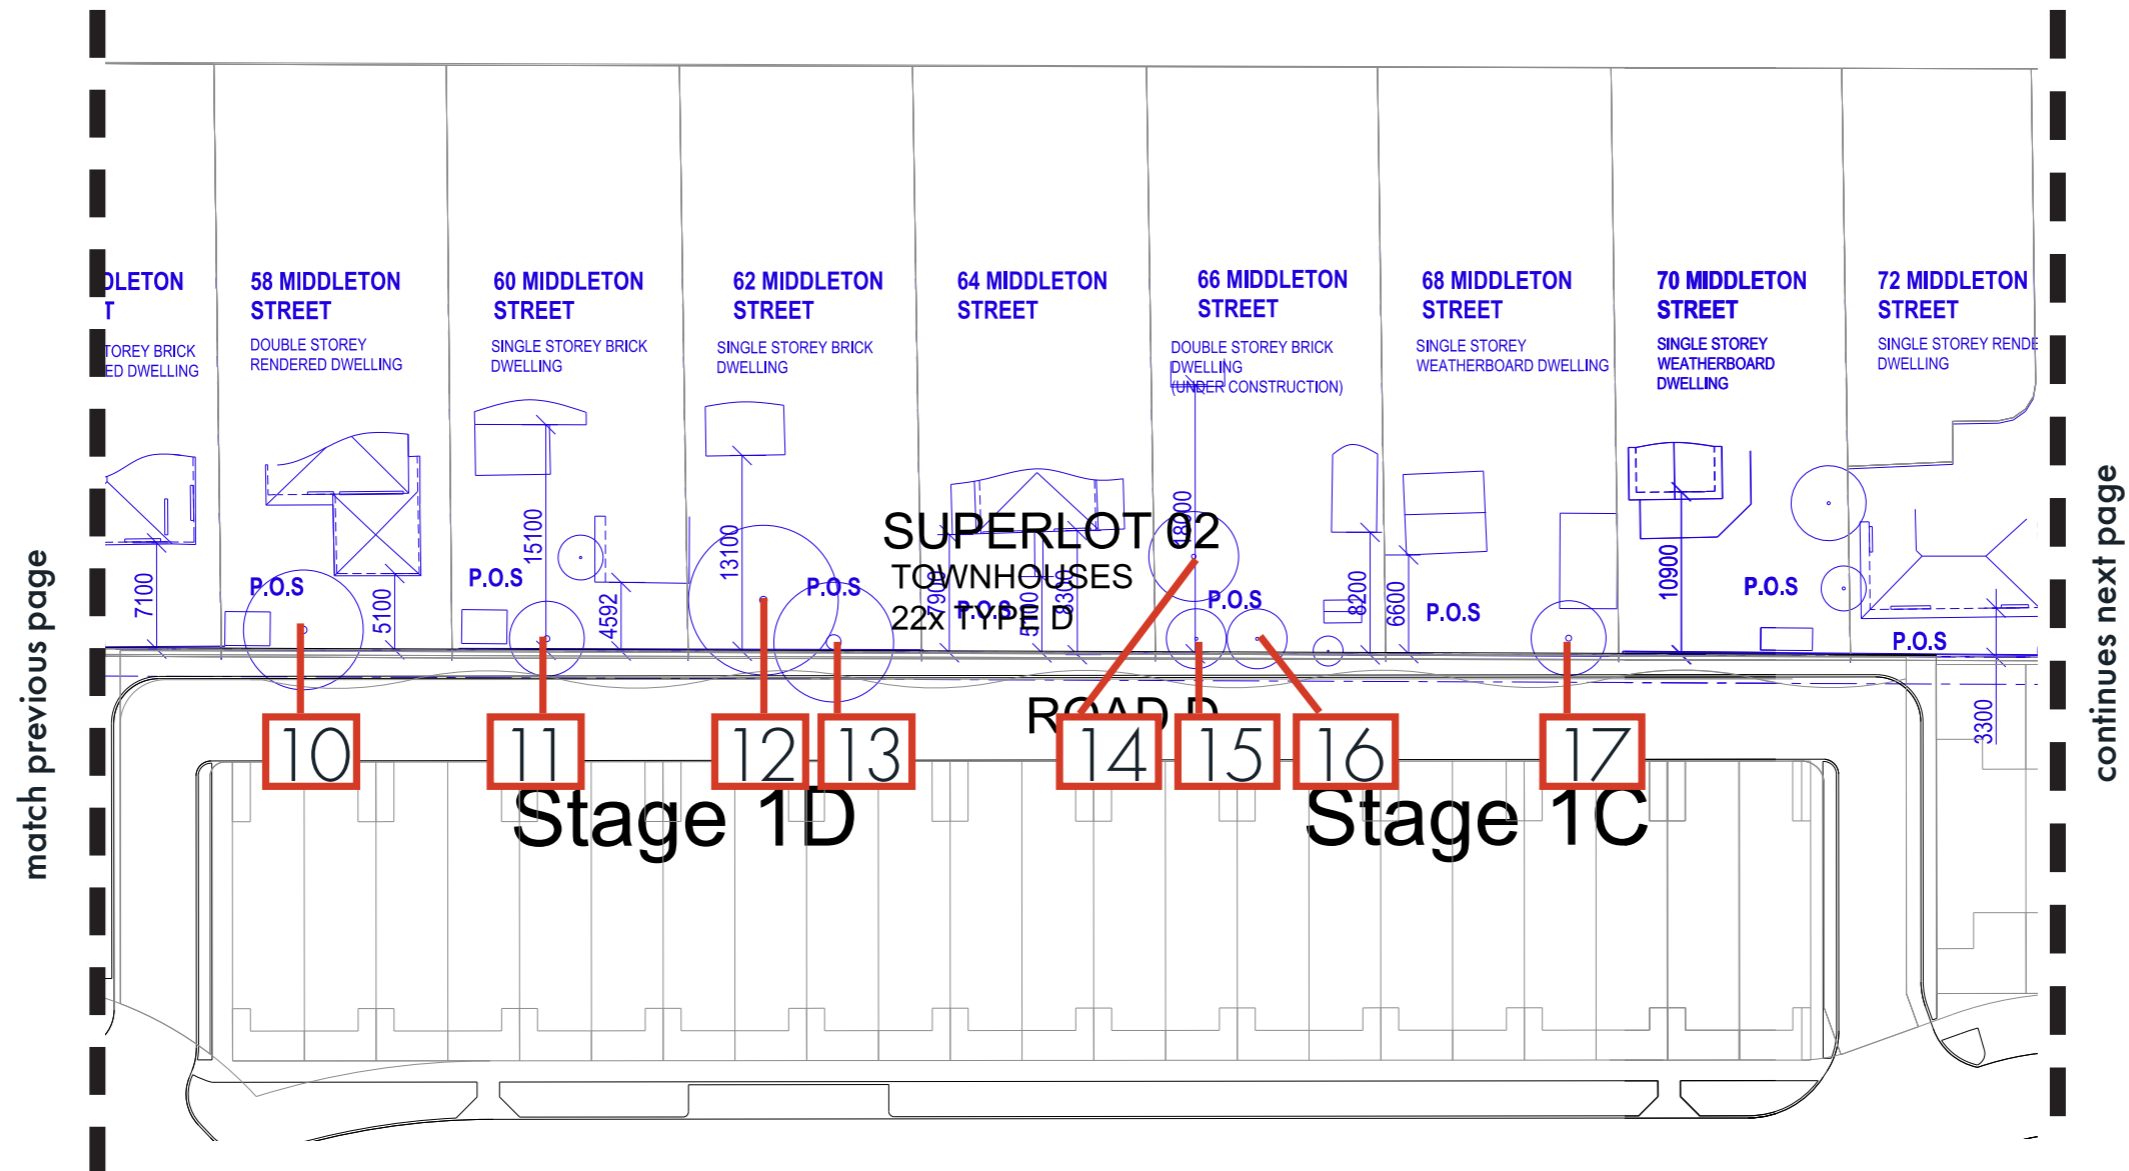 DLETON
T
TOREY BRICK
ED DWELLING
58 MIDDLETON
STREET
DOUBLE STOREY
RENDERED DWELLING
60 MIDDLETON
STREET
SINGLE STOREY BRICK
DWELLING
62 MIDDLETON
STREET
SINGLE STOREY BRICK
DWELLING
64 MIDDLETON
STREET
66 MIDDLETON
STREET
DOUBLE STOREY BRICK
DWELLING
(UNDER CONSTRUCTION)
68 MIDDLETON
STREET
SINGLE STOREY
WEATHERBOARD DWELLING
70 MIDDLETON
STREET
SINGLE STOREY
WEATHERBOARD
DWELLING
72 MIDDLETON
STREET
SINGLE STOREY RENDE
DWELLING
match previous page
7100
P.O.S
5100
P.O.S
15100
4592
13100
P.O.S
SUPERLOT 02
TOWNHOUSES
22x TYPE D
7900
P.O.S
5100
8300
18000
P.O.S
8200
6600
P.O.S
10900
P.O.S
P.O.S
3300
continues next page
ROAD D
10
11
12
13
14
15
16
17
Stage 1D
Stage 1C